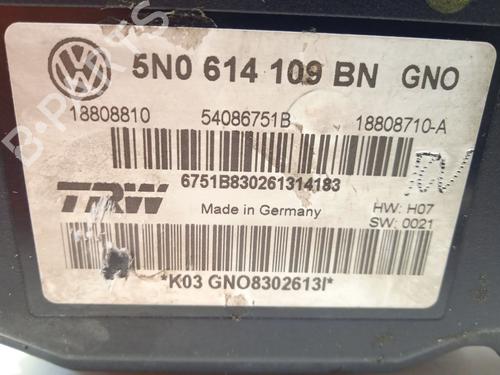 5N0 614 109 BN GNO
18808810 54086751B 18808710-A
6751B830261314183
TRW
Made in Germany
HW: H07
SW: 0021
*K03 GNO8302613I*
B-PARTS